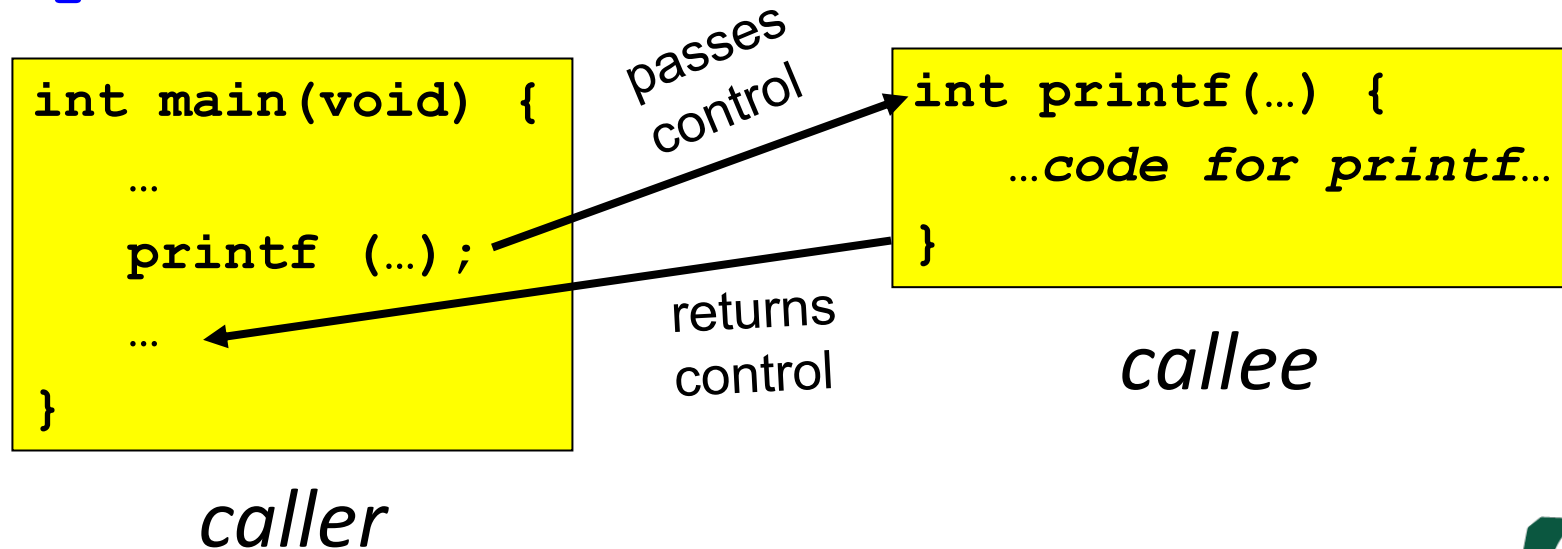 int main(void) {
…
printf (…);
…
}
caller
passes
control
returns
control
int printf(…) {
…code for printf…
}
callee